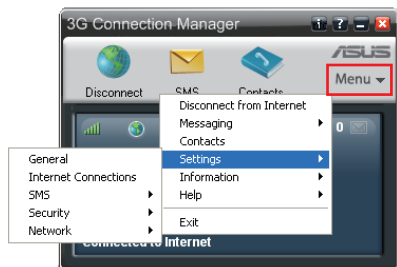 3G Connection Manager
ASUS
Menu
Disconnect SMS Contacts
Disconnect from Internet
Messaging
0
Contacts
Settings
Information
Help
Exit
General
Internet Connections
SMS
Security
Network
Connected to Internet